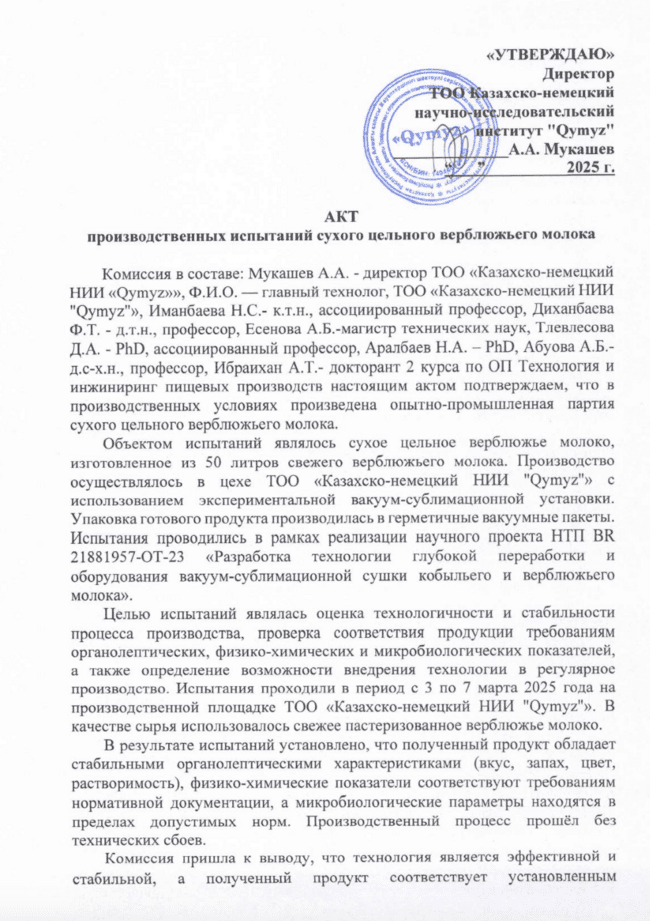 «УТВЕРЖДАЮ»
Директор
ТОО Казахско-немецкий
научно-исследовательский
институт "Qymyz"
«Qymyz»
А.А. Мукашев
"___" 2025 г.
АКТ
производственных испытаний сухого цельного верблюжьего молока
Комиссия в составе: Мукашев А.А. - директор ТОО «Казахско-немецкий
НИИ «Qymyz»», Ф.И.О. — главный технолог, ТОО «Казахско-немецкий НИИ
"Qymyz"», Иманбаева Н.С.- к.т.н., ассоциированный профессор, Диханбаева
Ф.Т. - д.т.н., профессор, Есенова А.Б.-магистр технических наук, Тлевлесова
Д.А. - PhD, ассоциированный профессор, Аралбаев Н.А. – PhD, Абуова А.Б.-
д.с-х.н., профессор, Ибраихан А.Т.- докторант 2 курса по ОП Технология и
инжиниринг пищевых производств настоящим актом подтверждаем, что в
производственных условиях произведена опытно-промышленная партия
сухого цельного верблюжьего молока.
Объектом испытаний являлось сухое цельное верблюжье молоко,
изготовленное из 50 литров свежего верблюжьего молока. Производство
осуществлялось в цехе ТОО «Казахско-немецкий НИИ "Qymyz"» с
использованием экспериментальной вакуум-сублимационной установки.
Упаковка готового продукта производилась в герметичные вакуумные пакеты.
Испытания проводились в рамках реализации научного проекта НТП BR
21881957-ОТ-23 «Разработка технологии глубокой переработки и
оборудования вакуум-сублимационной сушки кобыльего и верблюжьего
молока».
Целью испытаний являлась оценка технологичности и стабильности
процесса производства, проверка соответствия продукции требованиям
органолептических, физико-химических и микробиологических показателей,
а также определение возможности внедрения технологии в регулярное
производство. Испытания проходили в период с 3 по 7 марта 2025 года на
производственной площадке ТОО «Казахско-немецкий НИИ "Qymyz"». В
качестве сырья использовалось свежее пастеризованное верблюжье молоко.
В результате испытаний установлено, что полученный продукт обладает
стабильными органолептическими характеристиками (вкус, запах, цвет,
растворимость), физико-химические показатели соответствуют требованиям
нормативной документации, а микробиологические параметры находятся в
пределах допустимых норм. Производственный процесс прошёл без
технических сбоев.
Комиссия пришла к выводу, что технология является эффективной и
стабильной, а полученный продукт соответствует установленным